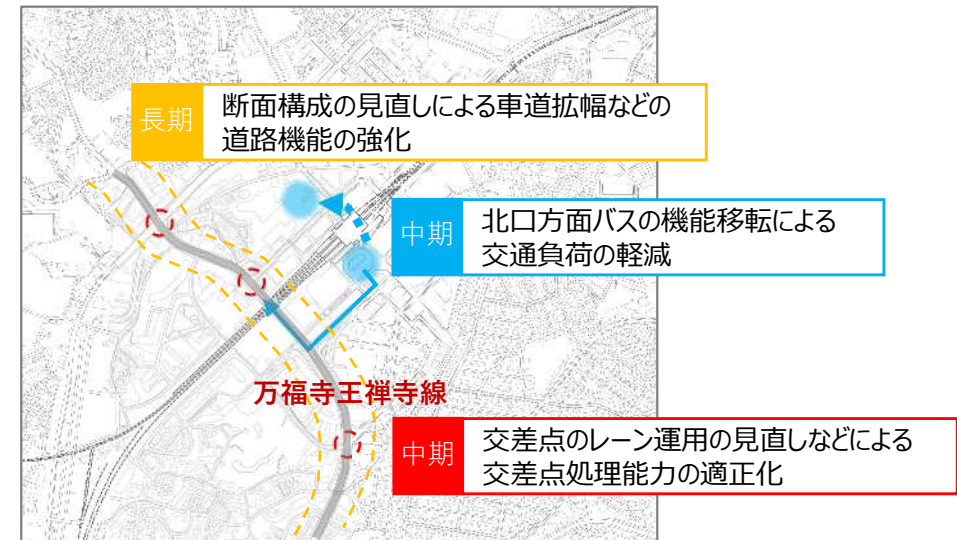 長期
断面構成の見直しによる車道拡幅などの
道路機能の強化
中期
北口方面バスの機能移転による
交通負荷の軽減
万福寺王禅寺線
中期
交差点のレーン運用の見直しなどによる
交差点処理能力の適正化